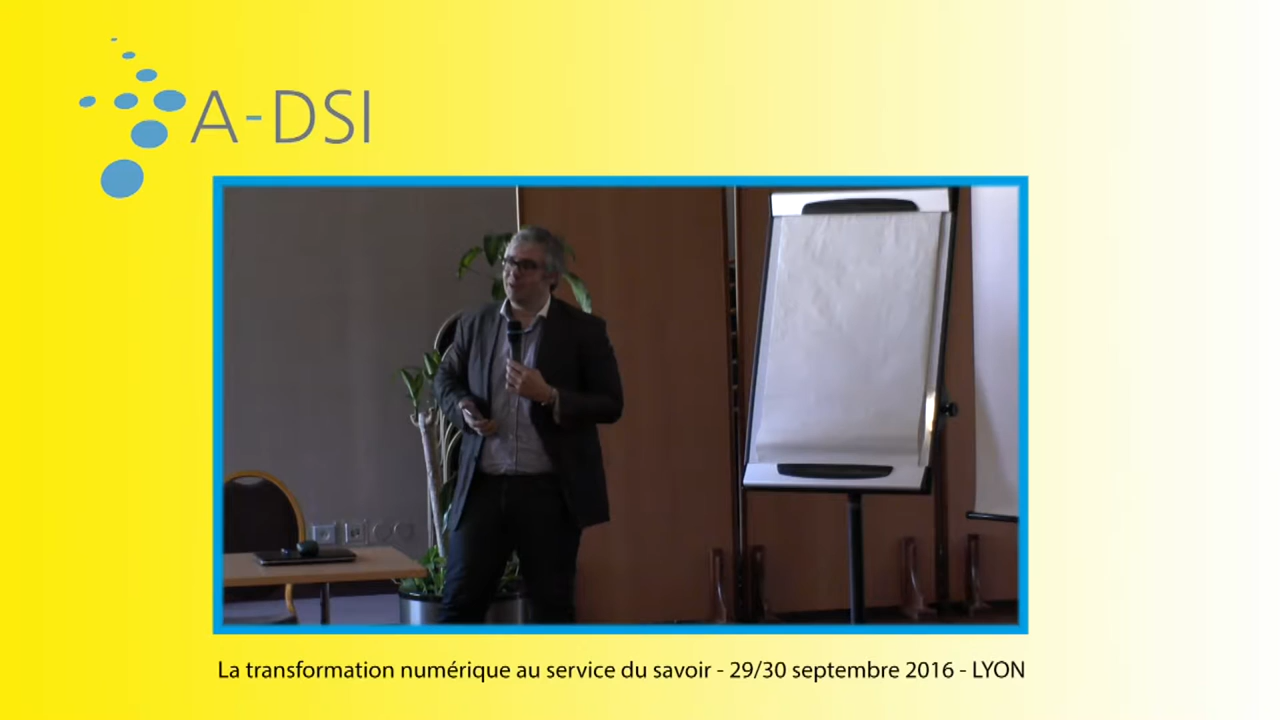 A-DSI
La transformation numérique au service du savoir - 29/30 septembre 2016 - LYON